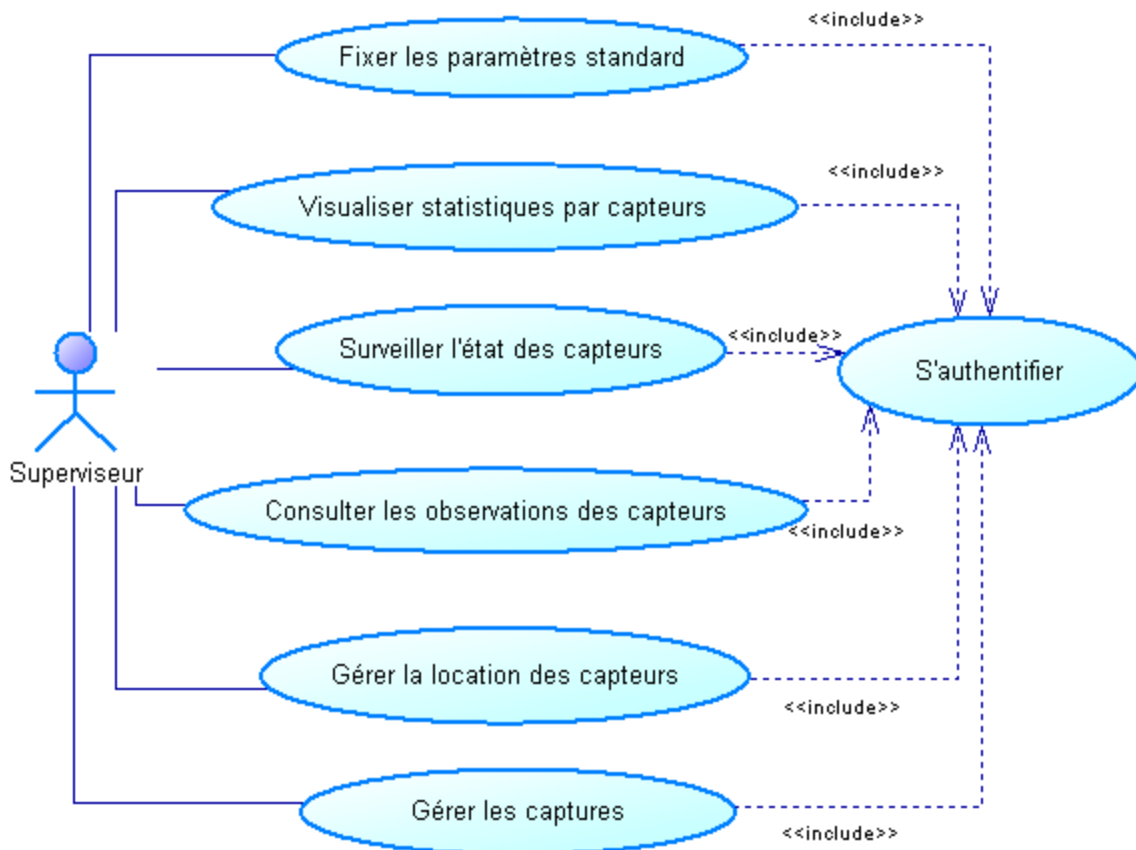 <<include>>
Fixer les paramètres standard
<<include>>
Visualiser statistiques par capteurs
<<include>>
Surveiller l'état des capteurs
S'authentifier
Superviseur
Consulter les observations des capteurs
<<include>>
Gérer la location des capteurs
<<include>>
Gérer les captures
<<include>>